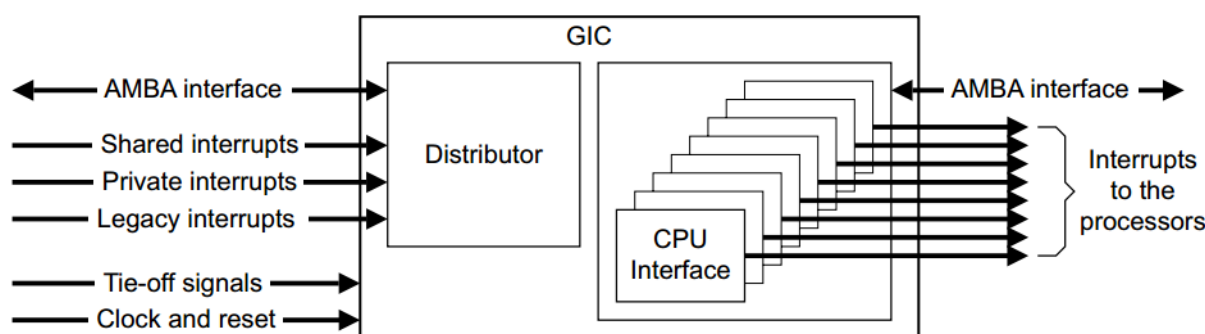 GIC
AMBA interface
Shared interrupts
Private interrupts
Legacy interrupts
Tie-off signals
Clock and reset
Distributor
CPU
Interface
AMBA interface
Interrupts
to the
processors